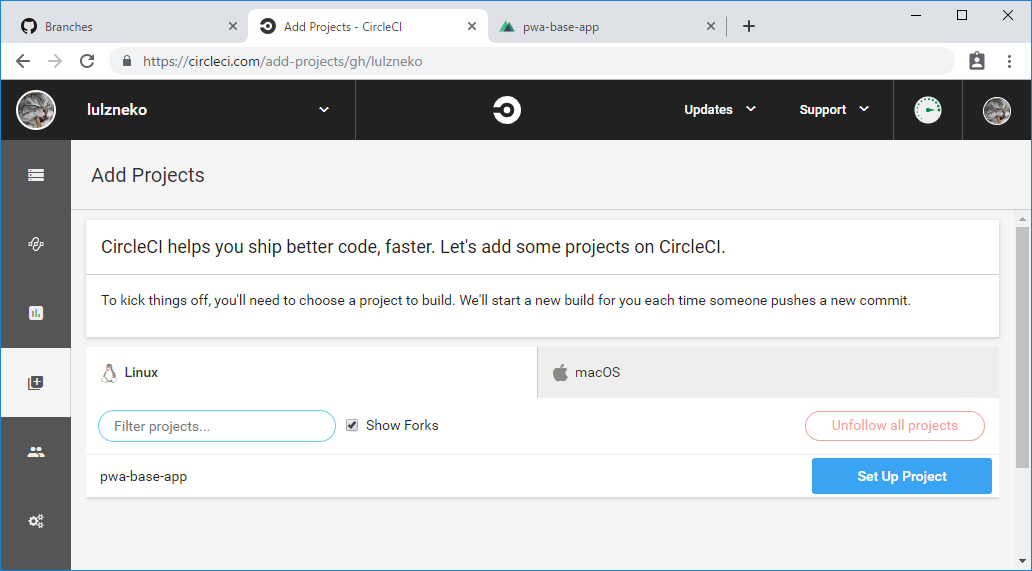 Branches
Add Projects - CircleCI
pwa-base-app
https://circleci.com/add-projects/gh/lulzneko
lulzneko
Updates
Support
Add Projects
CircleCI helps you ship better code, faster. Let's add some projects on CircleCI.
To kick things off, you'll need to choose a project to build. We'll start a new build for you each time someone pushes a new commit.
Linux
macOS
Filter projects...
Show Forks
Unfollow all projects
pwa-base-app
Set Up Project